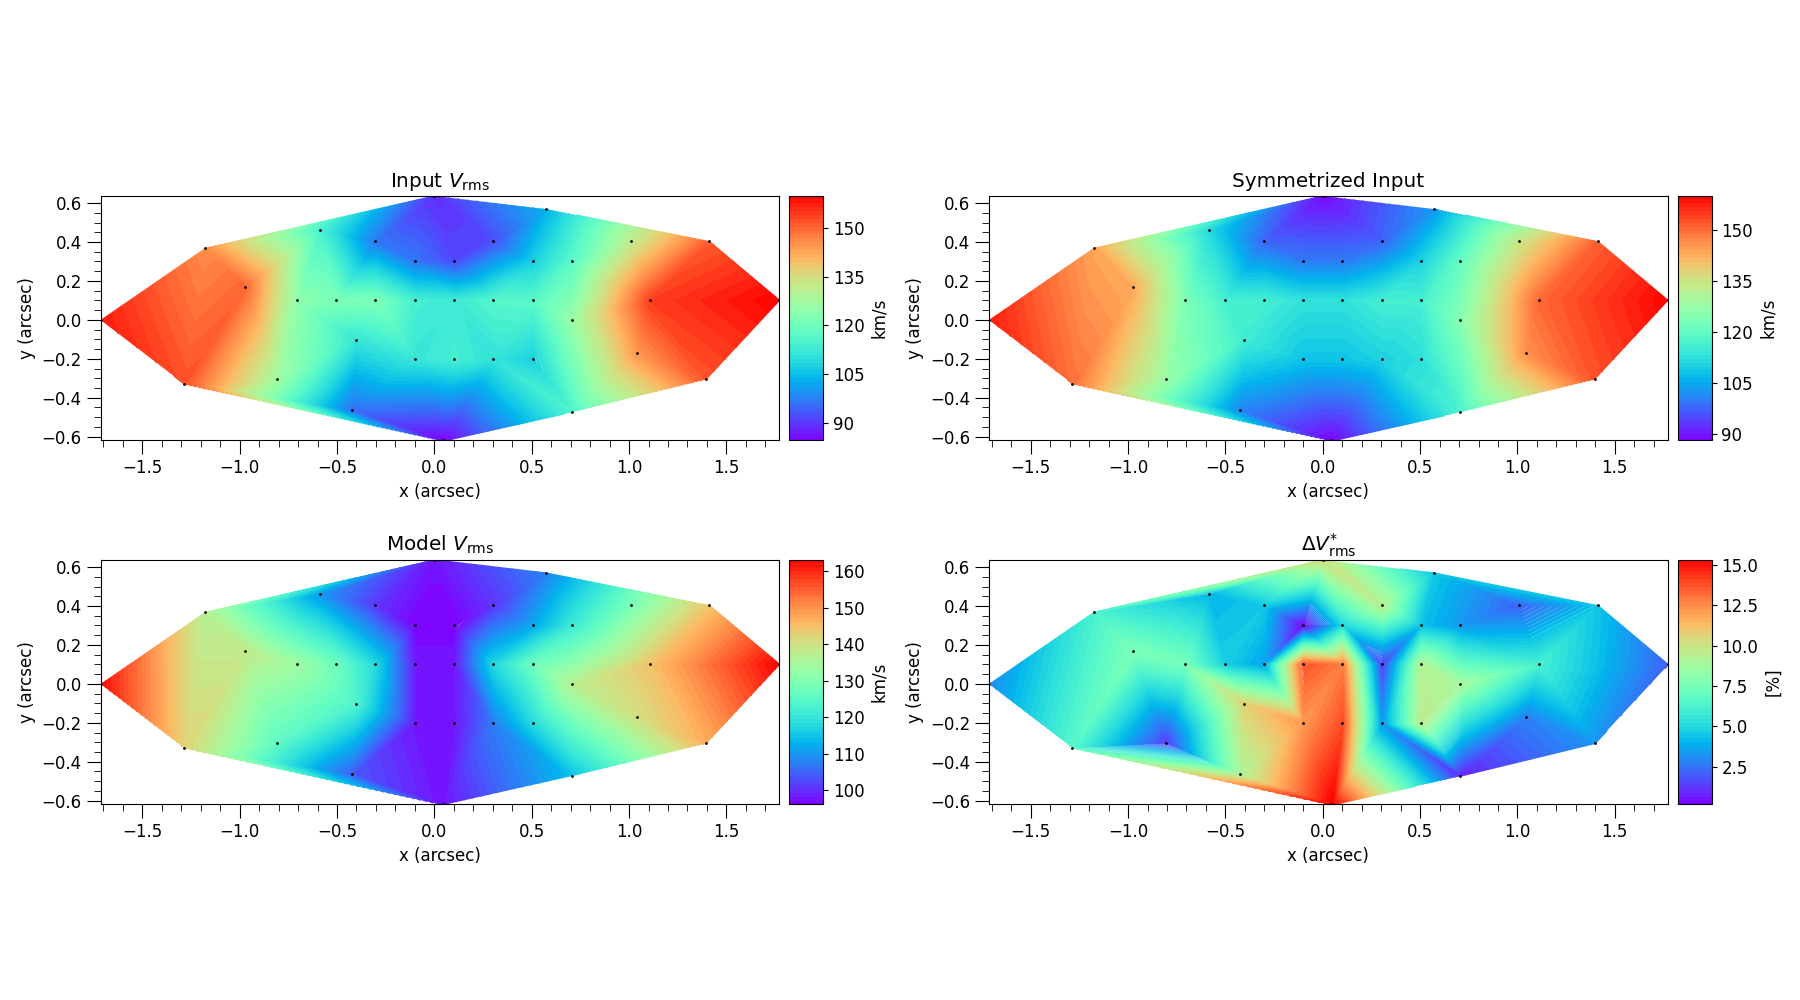 Input V_rms
Symmetrized Input
0.6
0.4
0.2
0.0
−0.2
−0.4
−0.6
y (arcsec)
−1.5 −1.0 −0.5 0.0 0.5 1.0 1.5
x (arcsec)
150
135
120
105
90
km/s
0.6
0.4
0.2
0.0
−0.2
−0.4
−0.6
y (arcsec)
−1.5 −1.0 −0.5 0.0 0.5 1.0 1.5
x (arcsec)
150
135
120
105
90
km/s
Model V_rms
ΔV*_rms
0.6
0.4
0.2
0.0
−0.2
−0.4
−0.6
y (arcsec)
−1.5 −1.0 −0.5 0.0 0.5 1.0 1.5
x (arcsec)
160
150
140
130
120
110
100
km/s
0.6
0.4
0.2
0.0
−0.2
−0.4
−0.6
y (arcsec)
−1.5 −1.0 −0.5 0.0 0.5 1.0 1.5
x (arcsec)
15.0
12.5
10.0
7.5
5.0
2.5
[%]